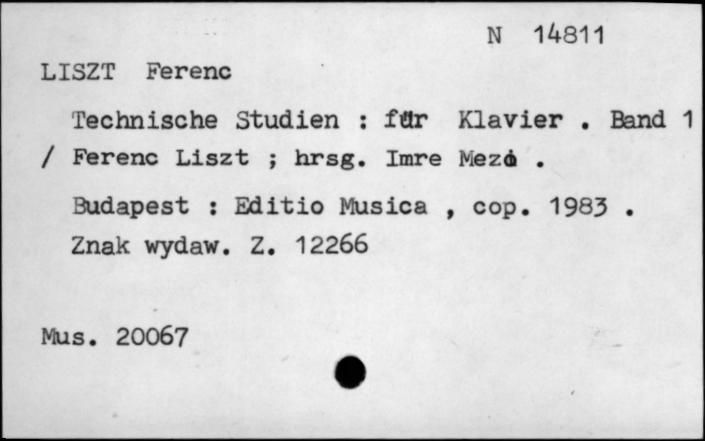 N 14811
LISZT Ferenc
Technische Studien : für Klavier . Band 1
/ Ferenc Liszt ; hrsg. Imre Mező .
Budapest : Editio Musica , cop. 1983 .
Znak wydaw. Z. 12266
Mus. 20067